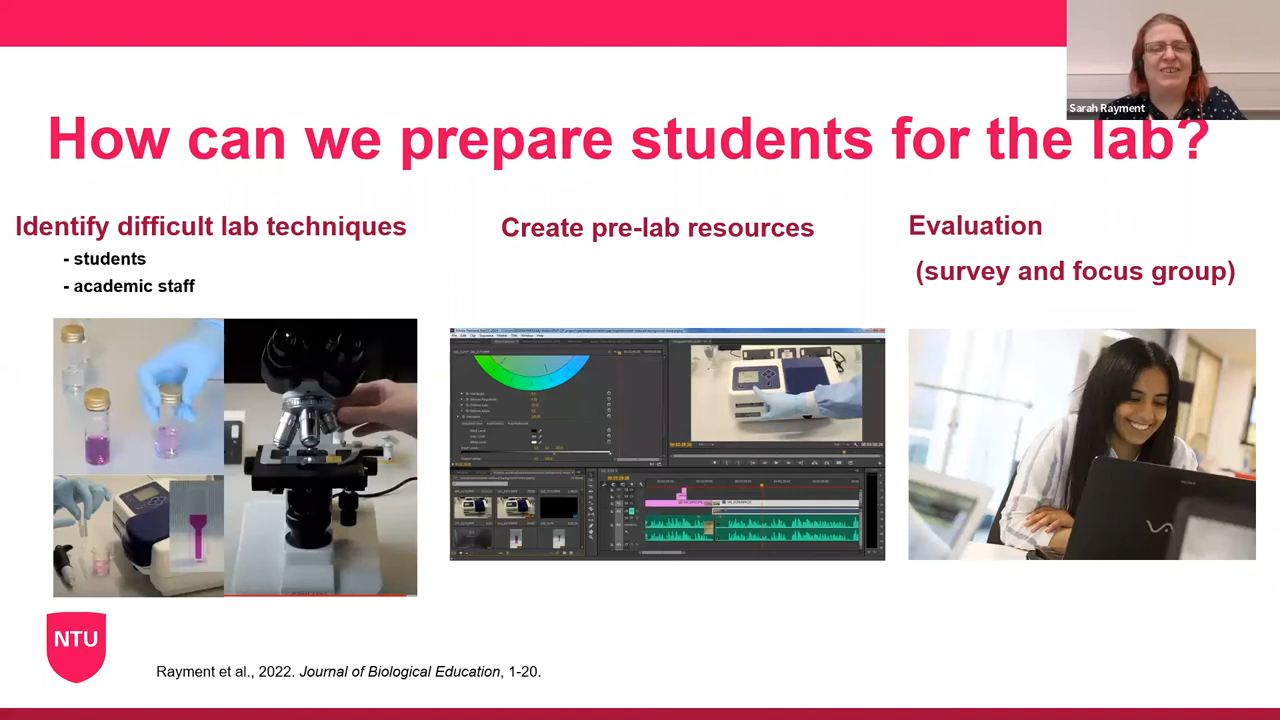 Sarah Rayment
How can we prepare students for the lab?
Identify difficult lab techniques
- students
- academic staff
Create pre-lab resources
Evaluation
(survey and focus group)
SONY
NTU
Rayment et al., 2022. Journal of Biological Education, 1-20.